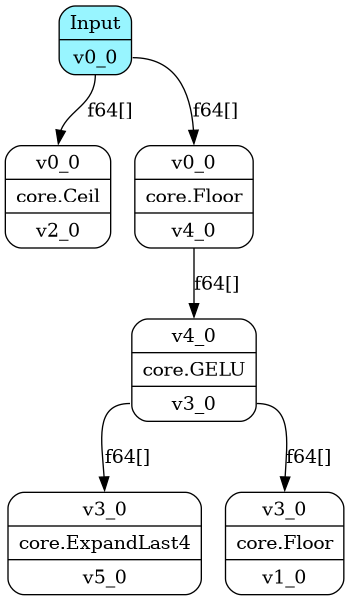 Input
v0_0
f64[]
f64[]
v0_0
core.Ceil
v2_0
v0_0
core.Floor
v4_0
f64[]
v4_0
core.GELU
v3_0
f64[]
f64[]
v3_0
core.ExpandLast4
v5_0
v3_0
core.Floor
v1_0